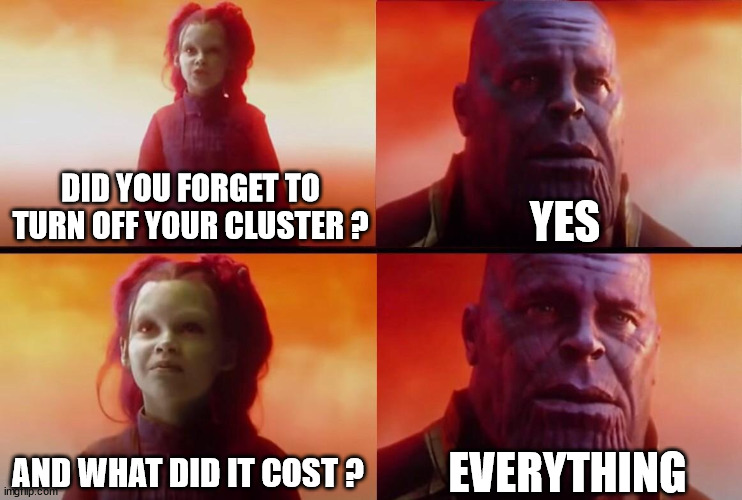 DID YOU FORGET TO
TURN OFF YOUR CLUSTER ?
YES
AND WHAT DID IT COST ?
EVERYTHING
imgflip.com